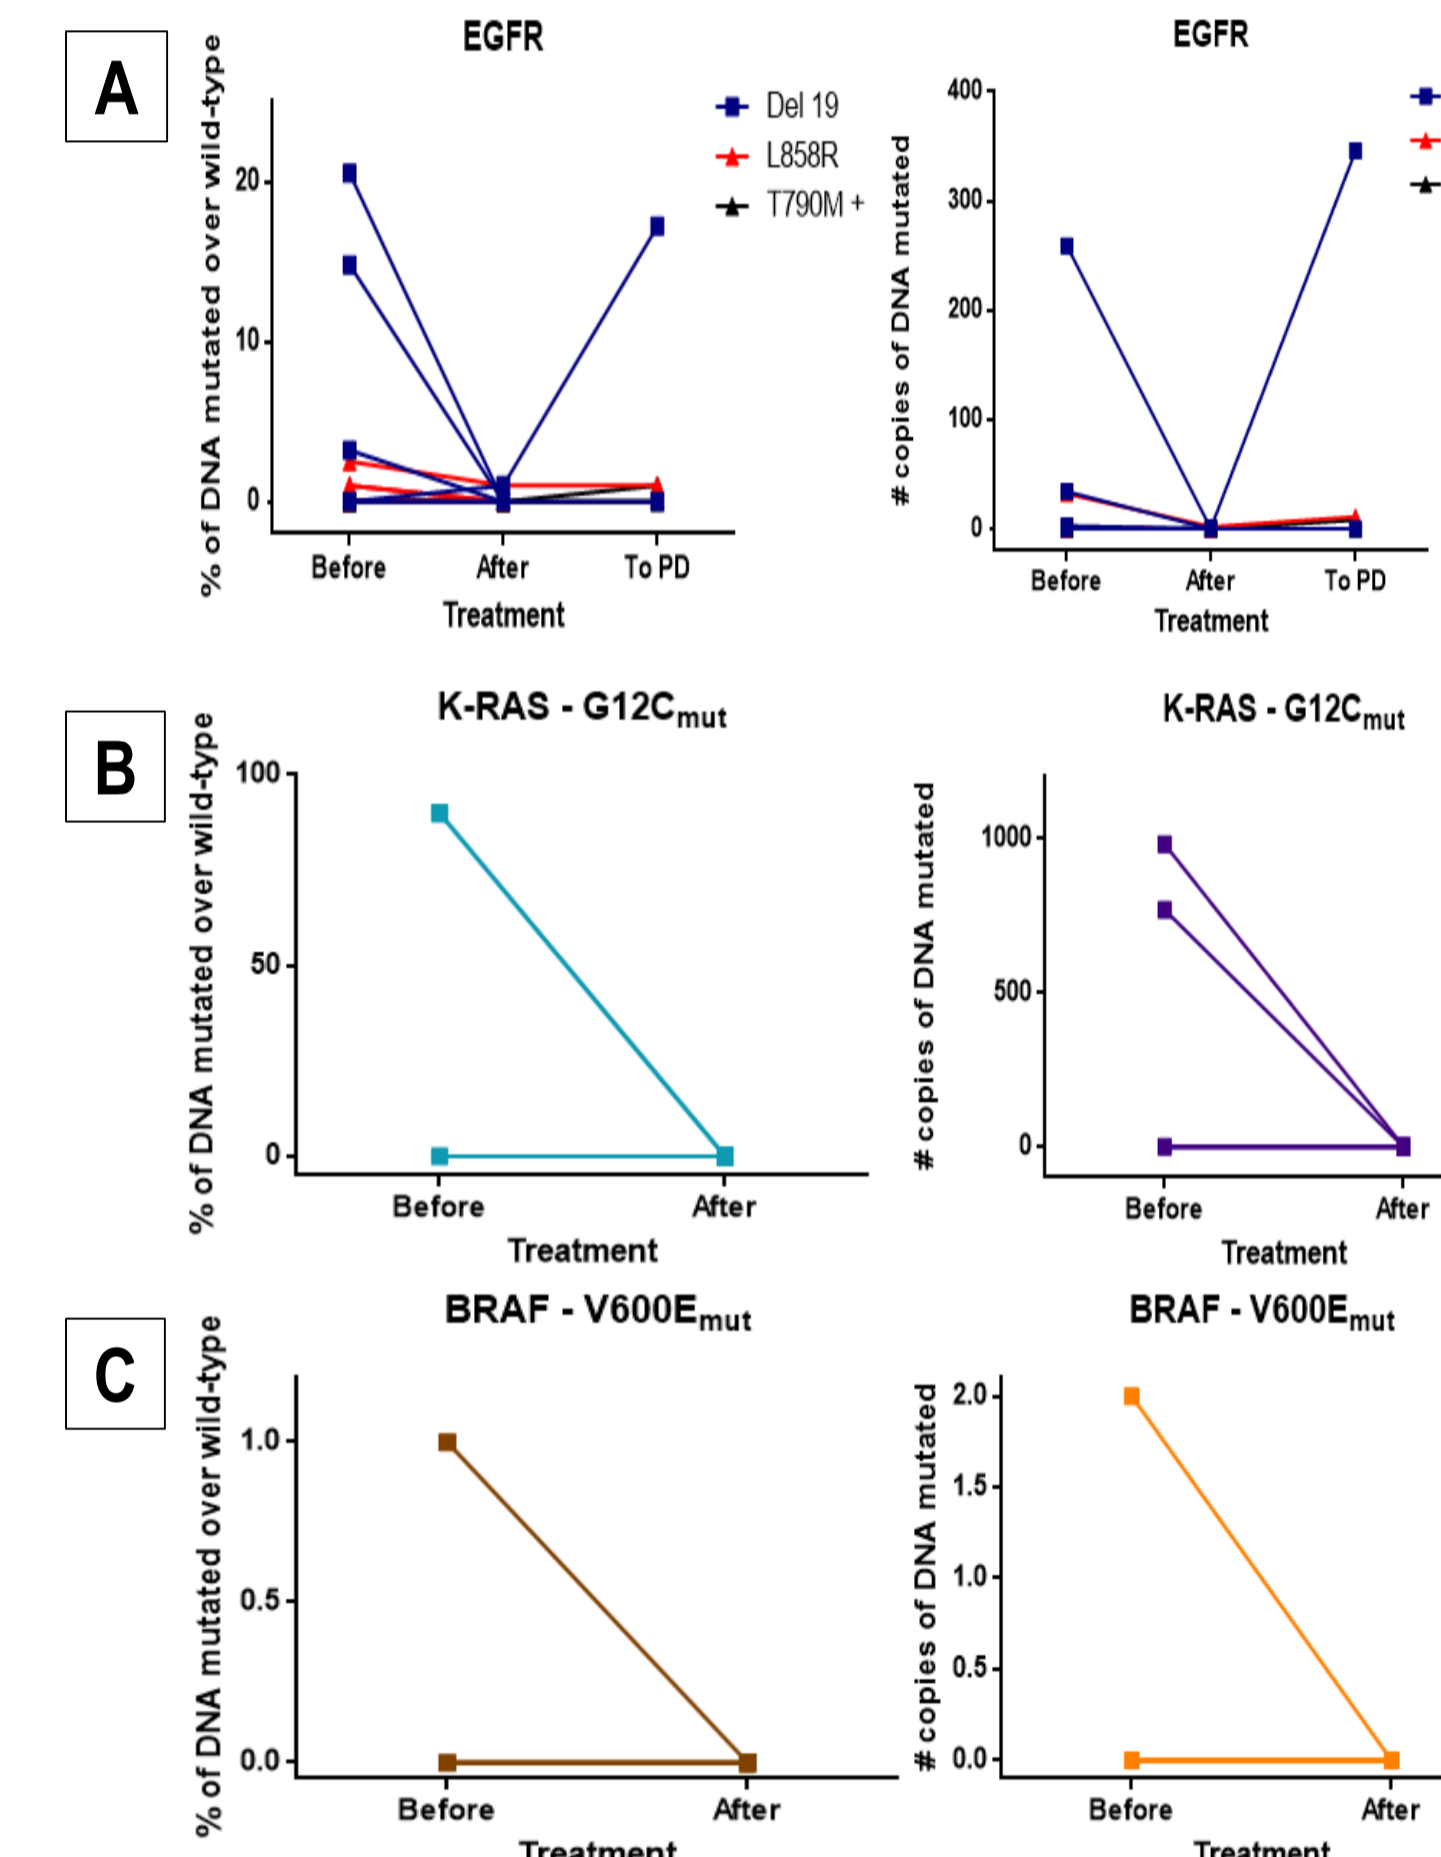 A
EGFR
% of DNA mutated over wild-type
20
10
0
Before
After
To PD
Treatment
Del 19
L858R
T790M +
EGFR
# copies of DNA mutated
400
300
200
100
0
Before
After
To PD
Treatment
B
K-RAS - G12Cmut
% of DNA mutated over wild-type
100
50
0
Before
After
Treatment
K-RAS - G12Cmut
# copies of DNA mutated
1000
500
0
Before
After
Treatment
C
BRAF - V600Emut
% of DNA mutated over wild-type
1.0
0.5
0.0
Before
After
Treatment
BRAF - V600Emut
# copies of DNA mutated
2.0
1.5
1.0
0.5
0.0
Before
After
Treatment